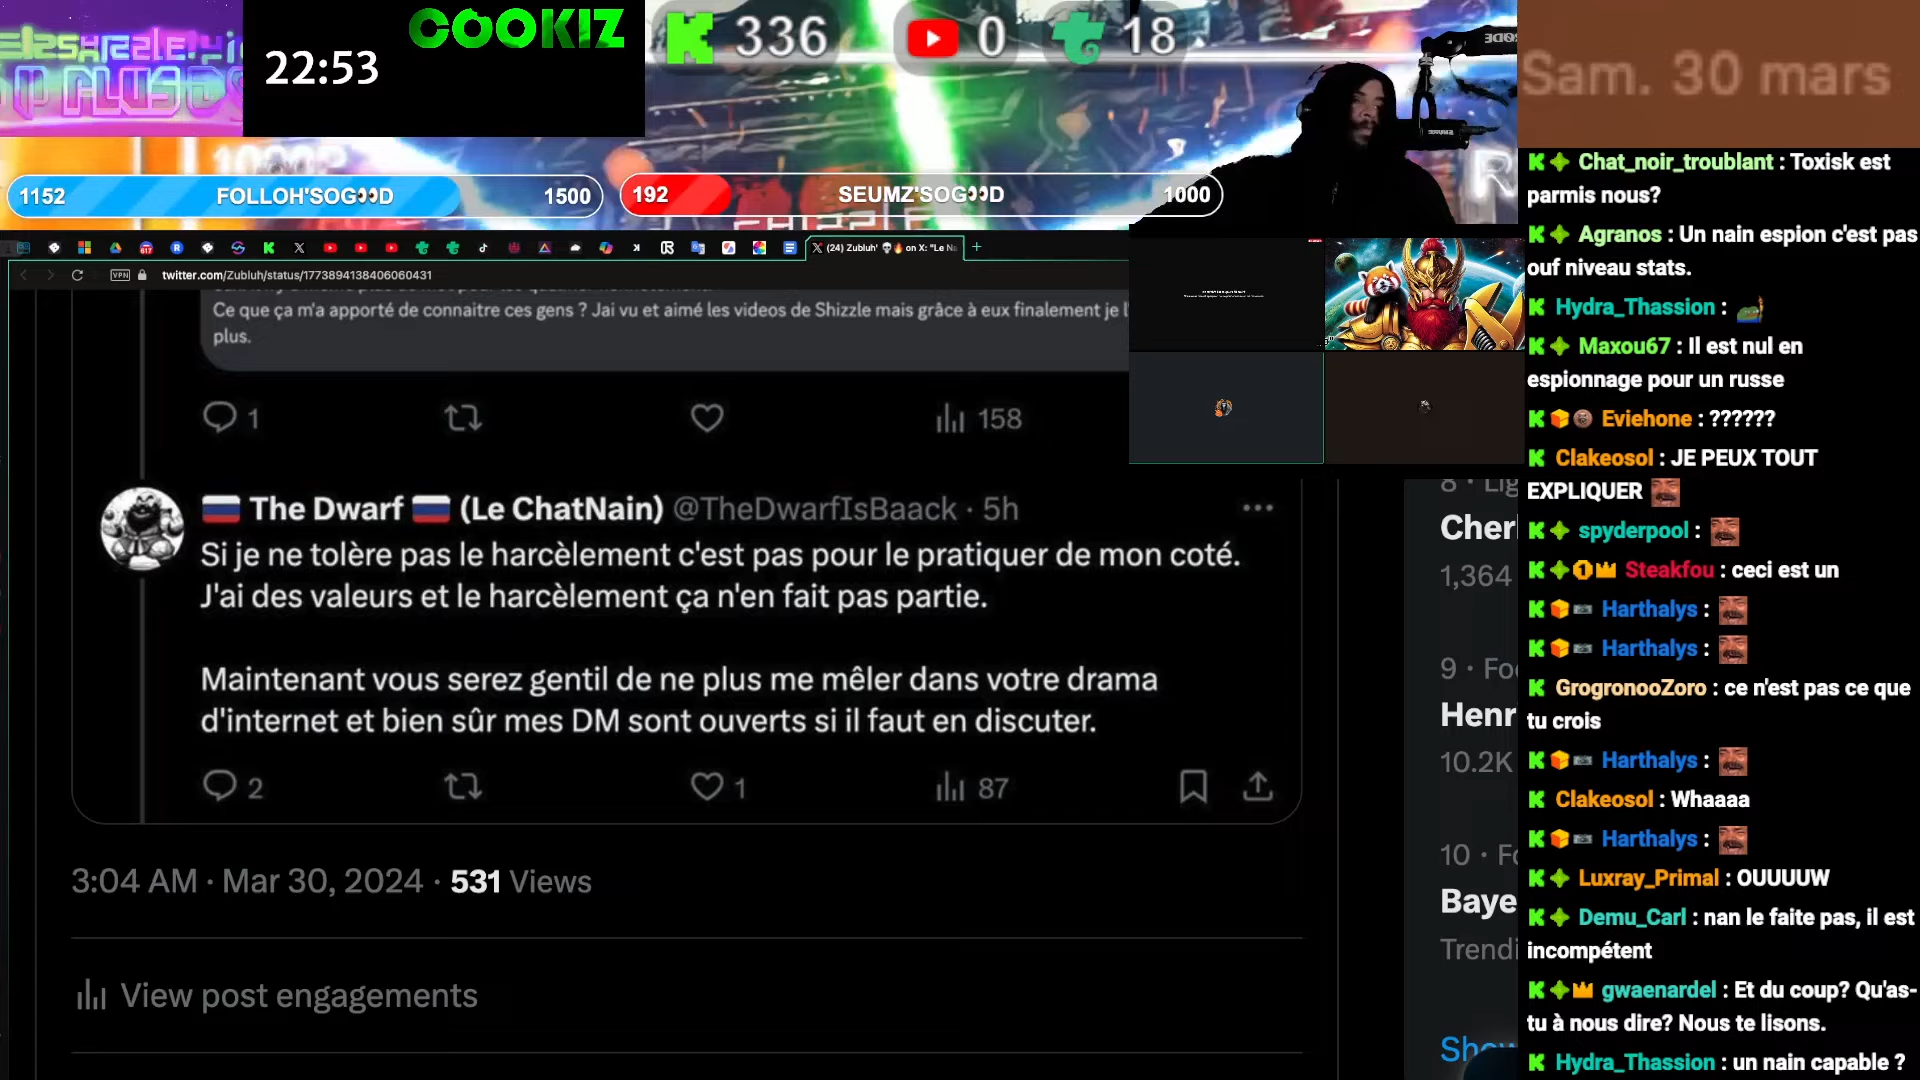 22:53
COOKIZ
336
0
18
Sam. 30 mars
1152 FOLLOH'SOG👀D 1500
192 SEUMZ'SOG👀D 1000
(24) Zubluh' 💀🔥 on X: "Le Na
twitter.com/Zubluh/status/1773894138406060431
VPN
Ce que ça m'a apporté de connaitre ces gens ? Jai vu et aimé les videos de Shizzle mais grâce à eux finalement je l'
plus.
1
158
🇷🇺 The Dwarf 🇷🇺 (Le ChatNain) @TheDwarfIsBaack · 5h
Si je ne tolère pas le harcèlement c'est pas pour le pratiquer de mon coté.
J'ai des valeurs et le harcèlement ça n'en fait pas partie.
Maintenant vous serez gentil de ne plus me mêler dans votre drama
d'internet et bien sûr mes DM sont ouverts si il faut en discuter.
2
1
87
3:04 AM · Mar 30, 2024 · 531 Views
View post engagements
8 · Lig
Cher
1,364
9 · Foo
Henr
10.2K
10 · Fo
Baye
Trendi
Show
Chat_noir_troublant : Toxisk est
parmis nous?
Agranos : Un nain espion c'est pas
ouf niveau stats.
Hydra_Thassion :
Maxou67 : Il est nul en
espionnage pour un russe
Eviehone : ??????
Clakeosol : JE PEUX TOUT
EXPLIQUER
spyderpool :
Steakfou : ceci est un
Harthalys :
Harthalys :
GrogronooZoro : ce n'est pas ce que
tu crois
Harthalys :
Clakeosol : Whaaaa
Harthalys :
Luxray_Primal : OUUUUW
Demu_Carl : nan le faite pas, il est
incompétent
gwaenardel : Et du coup? Qu'as-
tu à nous dire? Nous te lisons.
Hydra_Thassion : un nain capable ?